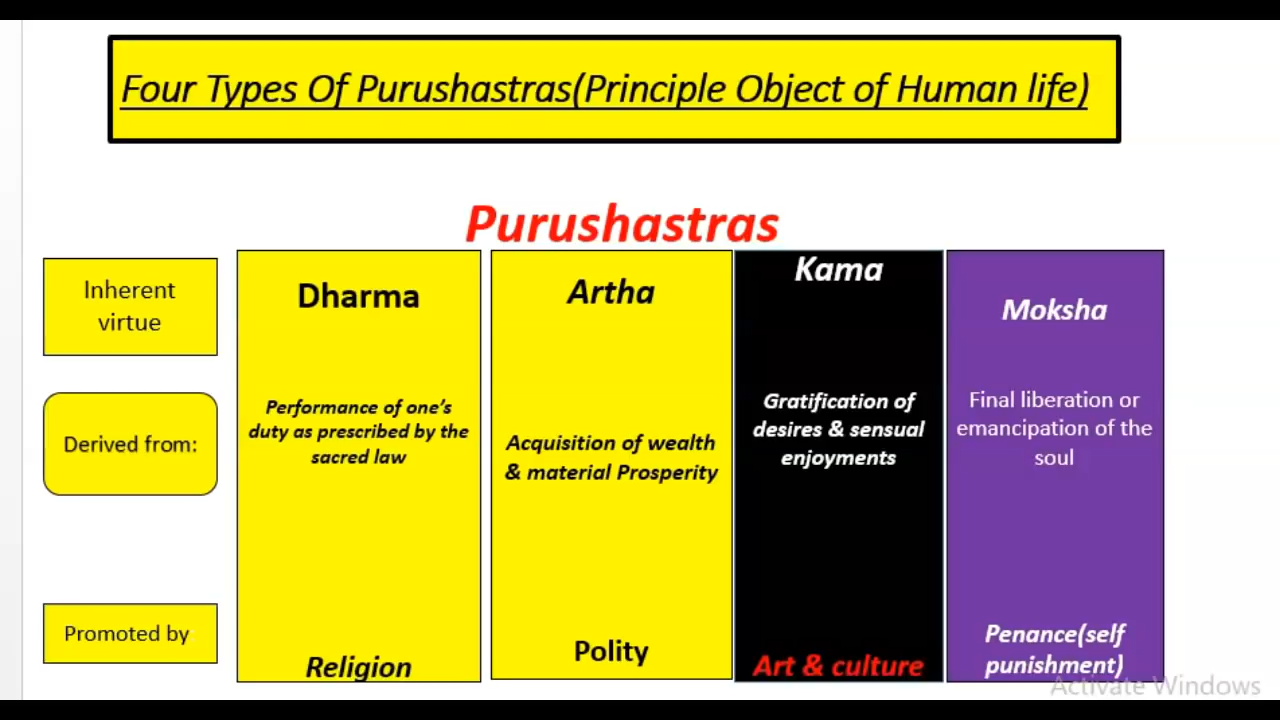 Four Types Of Purushastras(Principle Object of Human life)
Purushastras
Inherent
virtue
Dharma
Artha
Kama
Moksha
Derived from:
Performance of one's
duty as prescribed by the
sacred law
Acquisition of wealth
& material Prosperity
Gratification of
desires & sensual
enjoyments
Final liberation or
emancipation of the
soul
Promoted by
Religion
Polity
Art & culture
Penance(self
punishment)
Activate Windows